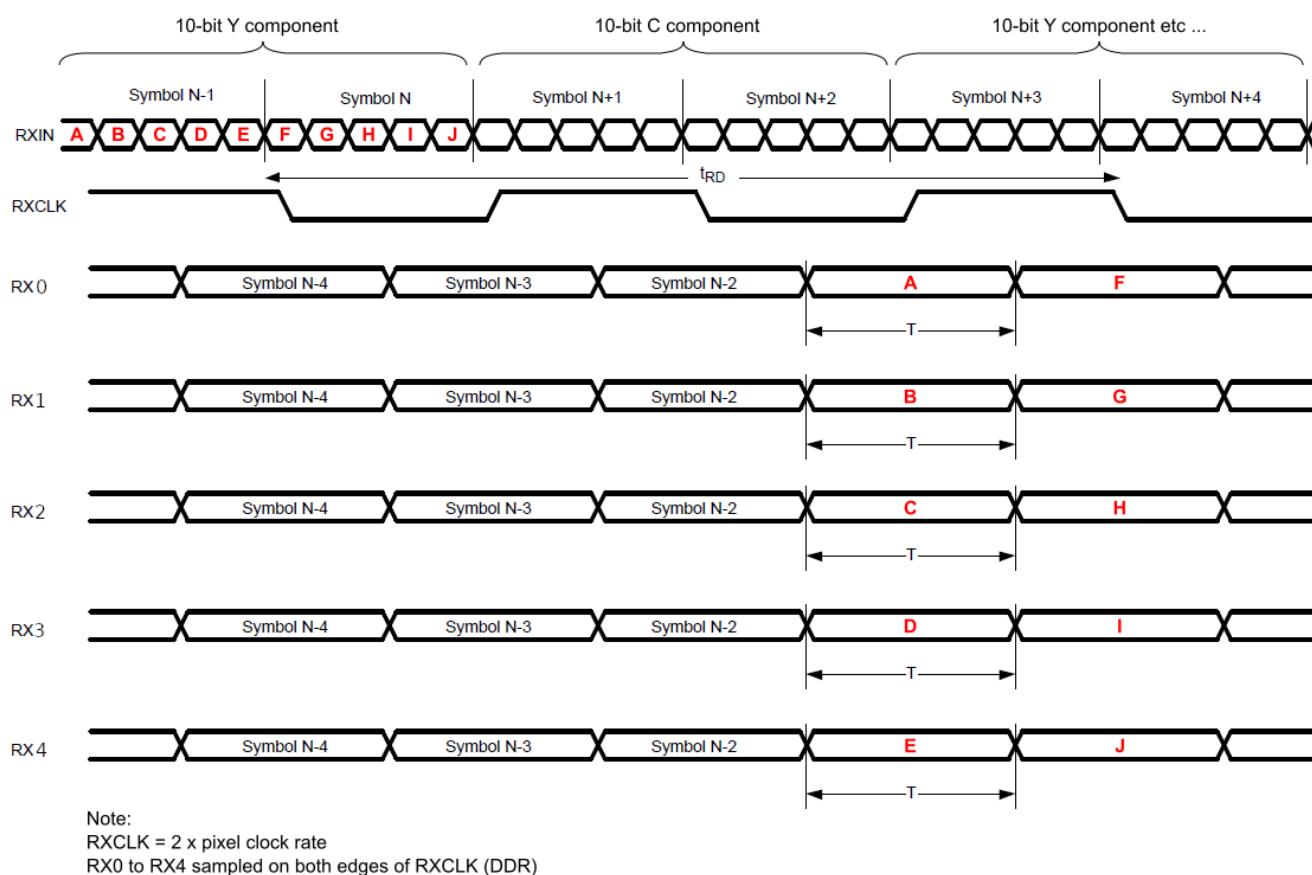 10-bit Y component 10-bit C component 10-bit Y component etc ...
Symbol N-1 Symbol N Symbol N+1 Symbol N+2 Symbol N+3 Symbol N+4
RXIN A B C D E F G H I J
tRD
RXCLK
RX0 Symbol N-4 Symbol N-3 Symbol N-2 A F
T
RX1 Symbol N-4 Symbol N-3 Symbol N-2 B G
T
RX2 Symbol N-4 Symbol N-3 Symbol N-2 C H
T
RX3 Symbol N-4 Symbol N-3 Symbol N-2 D I
T
RX4 Symbol N-4 Symbol N-3 Symbol N-2 E J
T
Note:
RXCLK = 2 x pixel clock rate
RX0 to RX4 sampled on both edges of RXCLK (DDR)